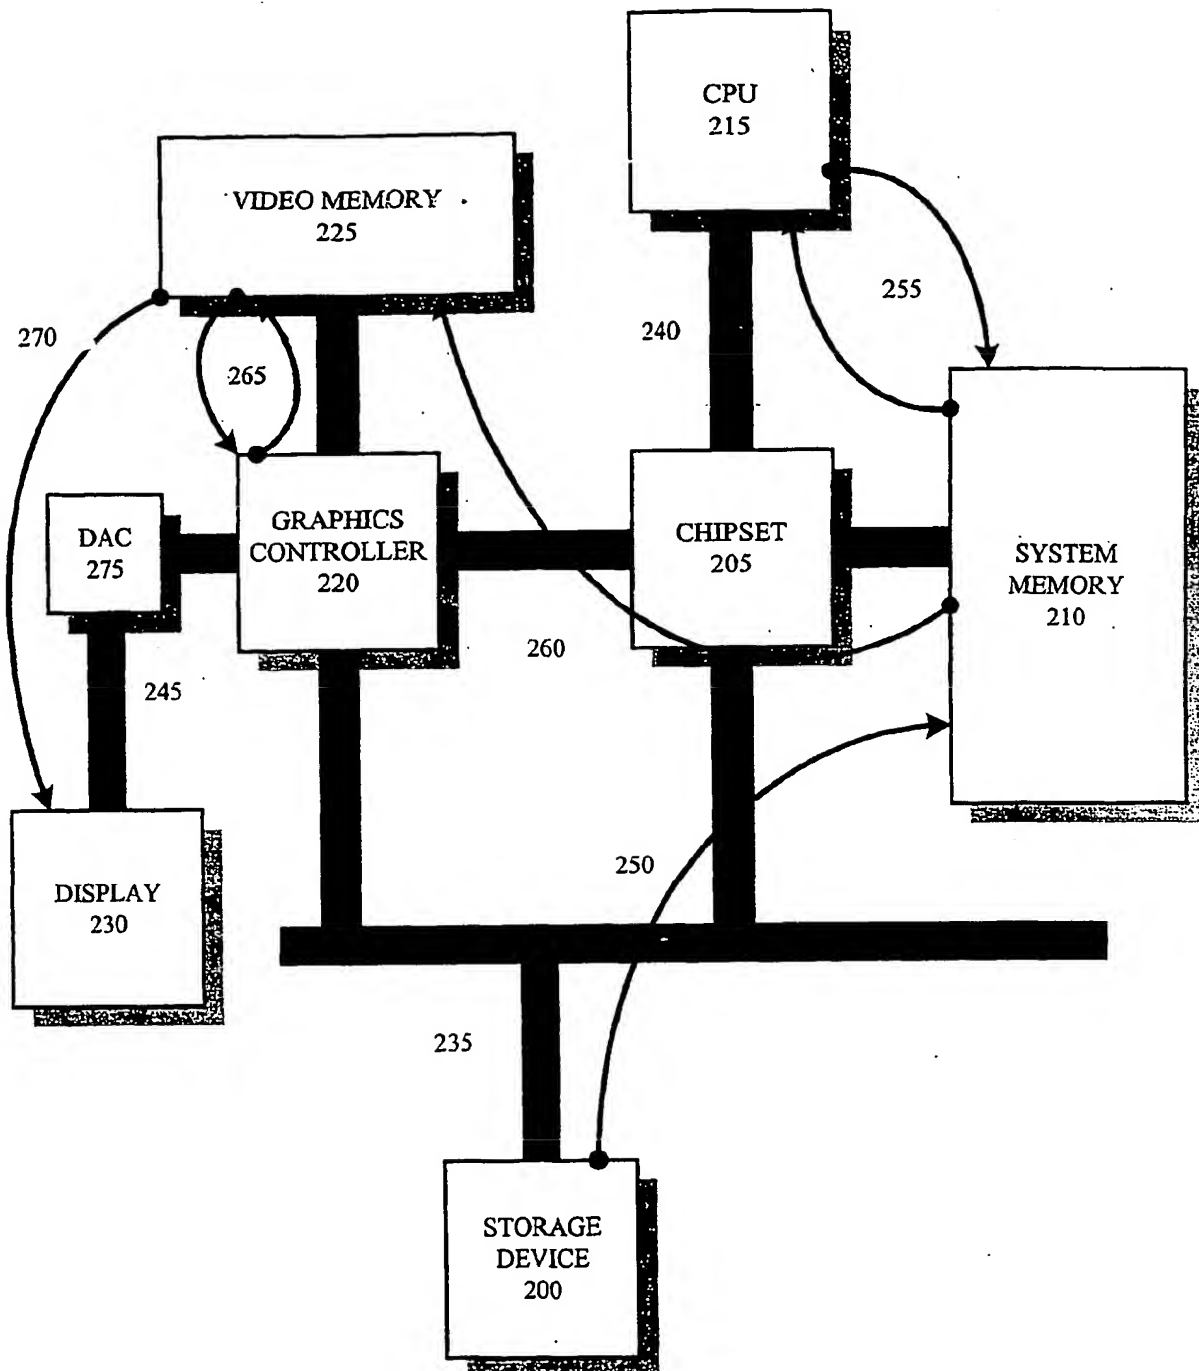 CPU
215
VIDEO MEMORY
225
255
270
240
265
DAC
275
GRAPHICS
CONTROLLER
220
CHIPSET
205
SYSTEM
MEMORY
210
260
245
250
DISPLAY
230
235
STORAGE
DEVICE
200